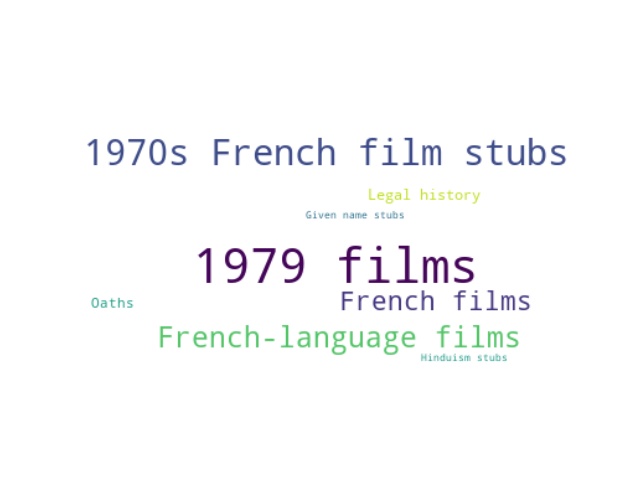 1970s French film stubs
Legal history
Given name stubs
1979 films
Oaths
French films
French-language films
Hinduism stubs